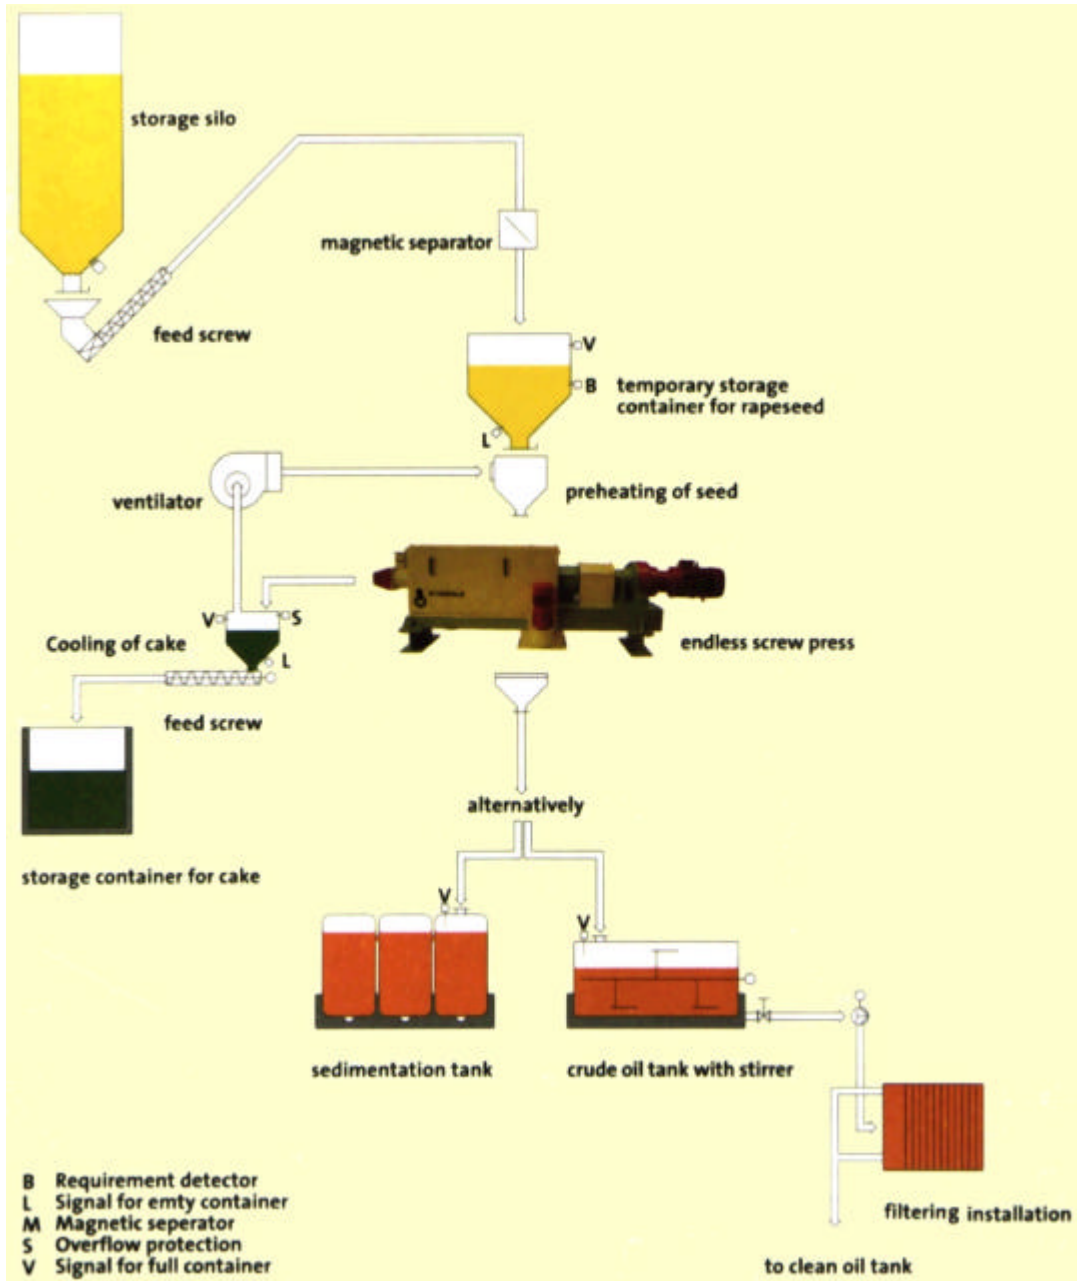 storage silo
magnetic separator
feed screw
V
B
temporary storage
container for rapeseed
L
preheating of seed
ventilator
V
S
Cooling of cake
L
endless screw press
feed screw
alternatively
storage container for cake
V
V
sedimentation tank
crude oil tank with stirrer
B Requirement detector
L Signal for emty container
M Magnetic seperator
S Overflow protection
V Signal for full container
filtering installation
to clean oil tank